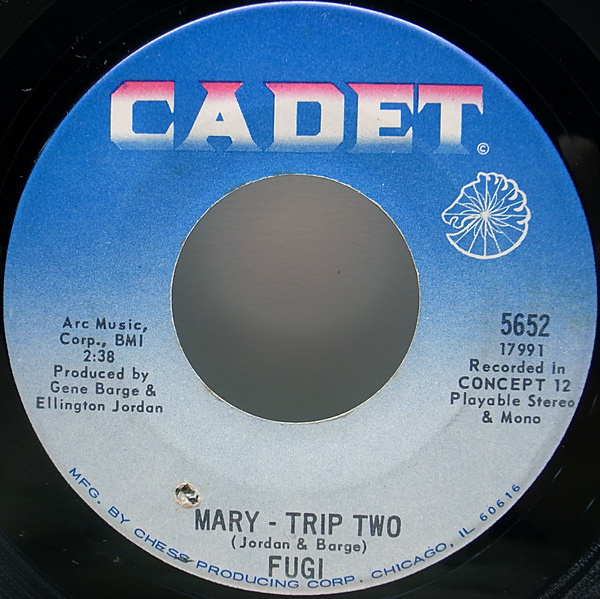 CADET
©
Arc Music,
Corp., BMI
2:38
Produced by
Gene Barge &
Ellington Jordan
5652
17991
Recorded in
CONCEPT 12
Playable Stereo
& Mono
MARY - TRIP TWO
(Jordan & Barge)
FUGI
MFG. BY CHESS PRODUCING CORP. CHICAGO, IL 60616